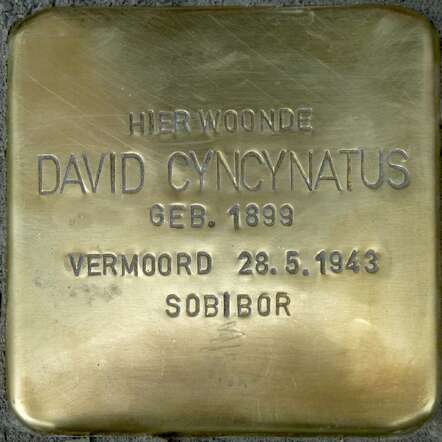 HIER WOONDE
DAVID CYNCYNATUS
GEB. 1899
VERMOORD 28.5.1943
SOBIBOR